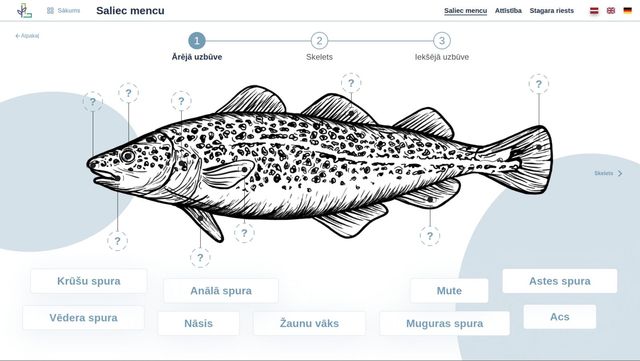 Sākums
Saliec mencu
Saliec mencu
Attīstība
Stagara riests
Atpakaļ
1
2
3
Ārējā uzbūve
Skelets
Iekšējā uzbūve
?
?
?
?
?
Skelets
?
?
?
?
Krūšu spura
Anālā spura
Mute
Astes spura
Vēdera spura
Nāsis
Žaunu vāks
Muguras spura
Acs